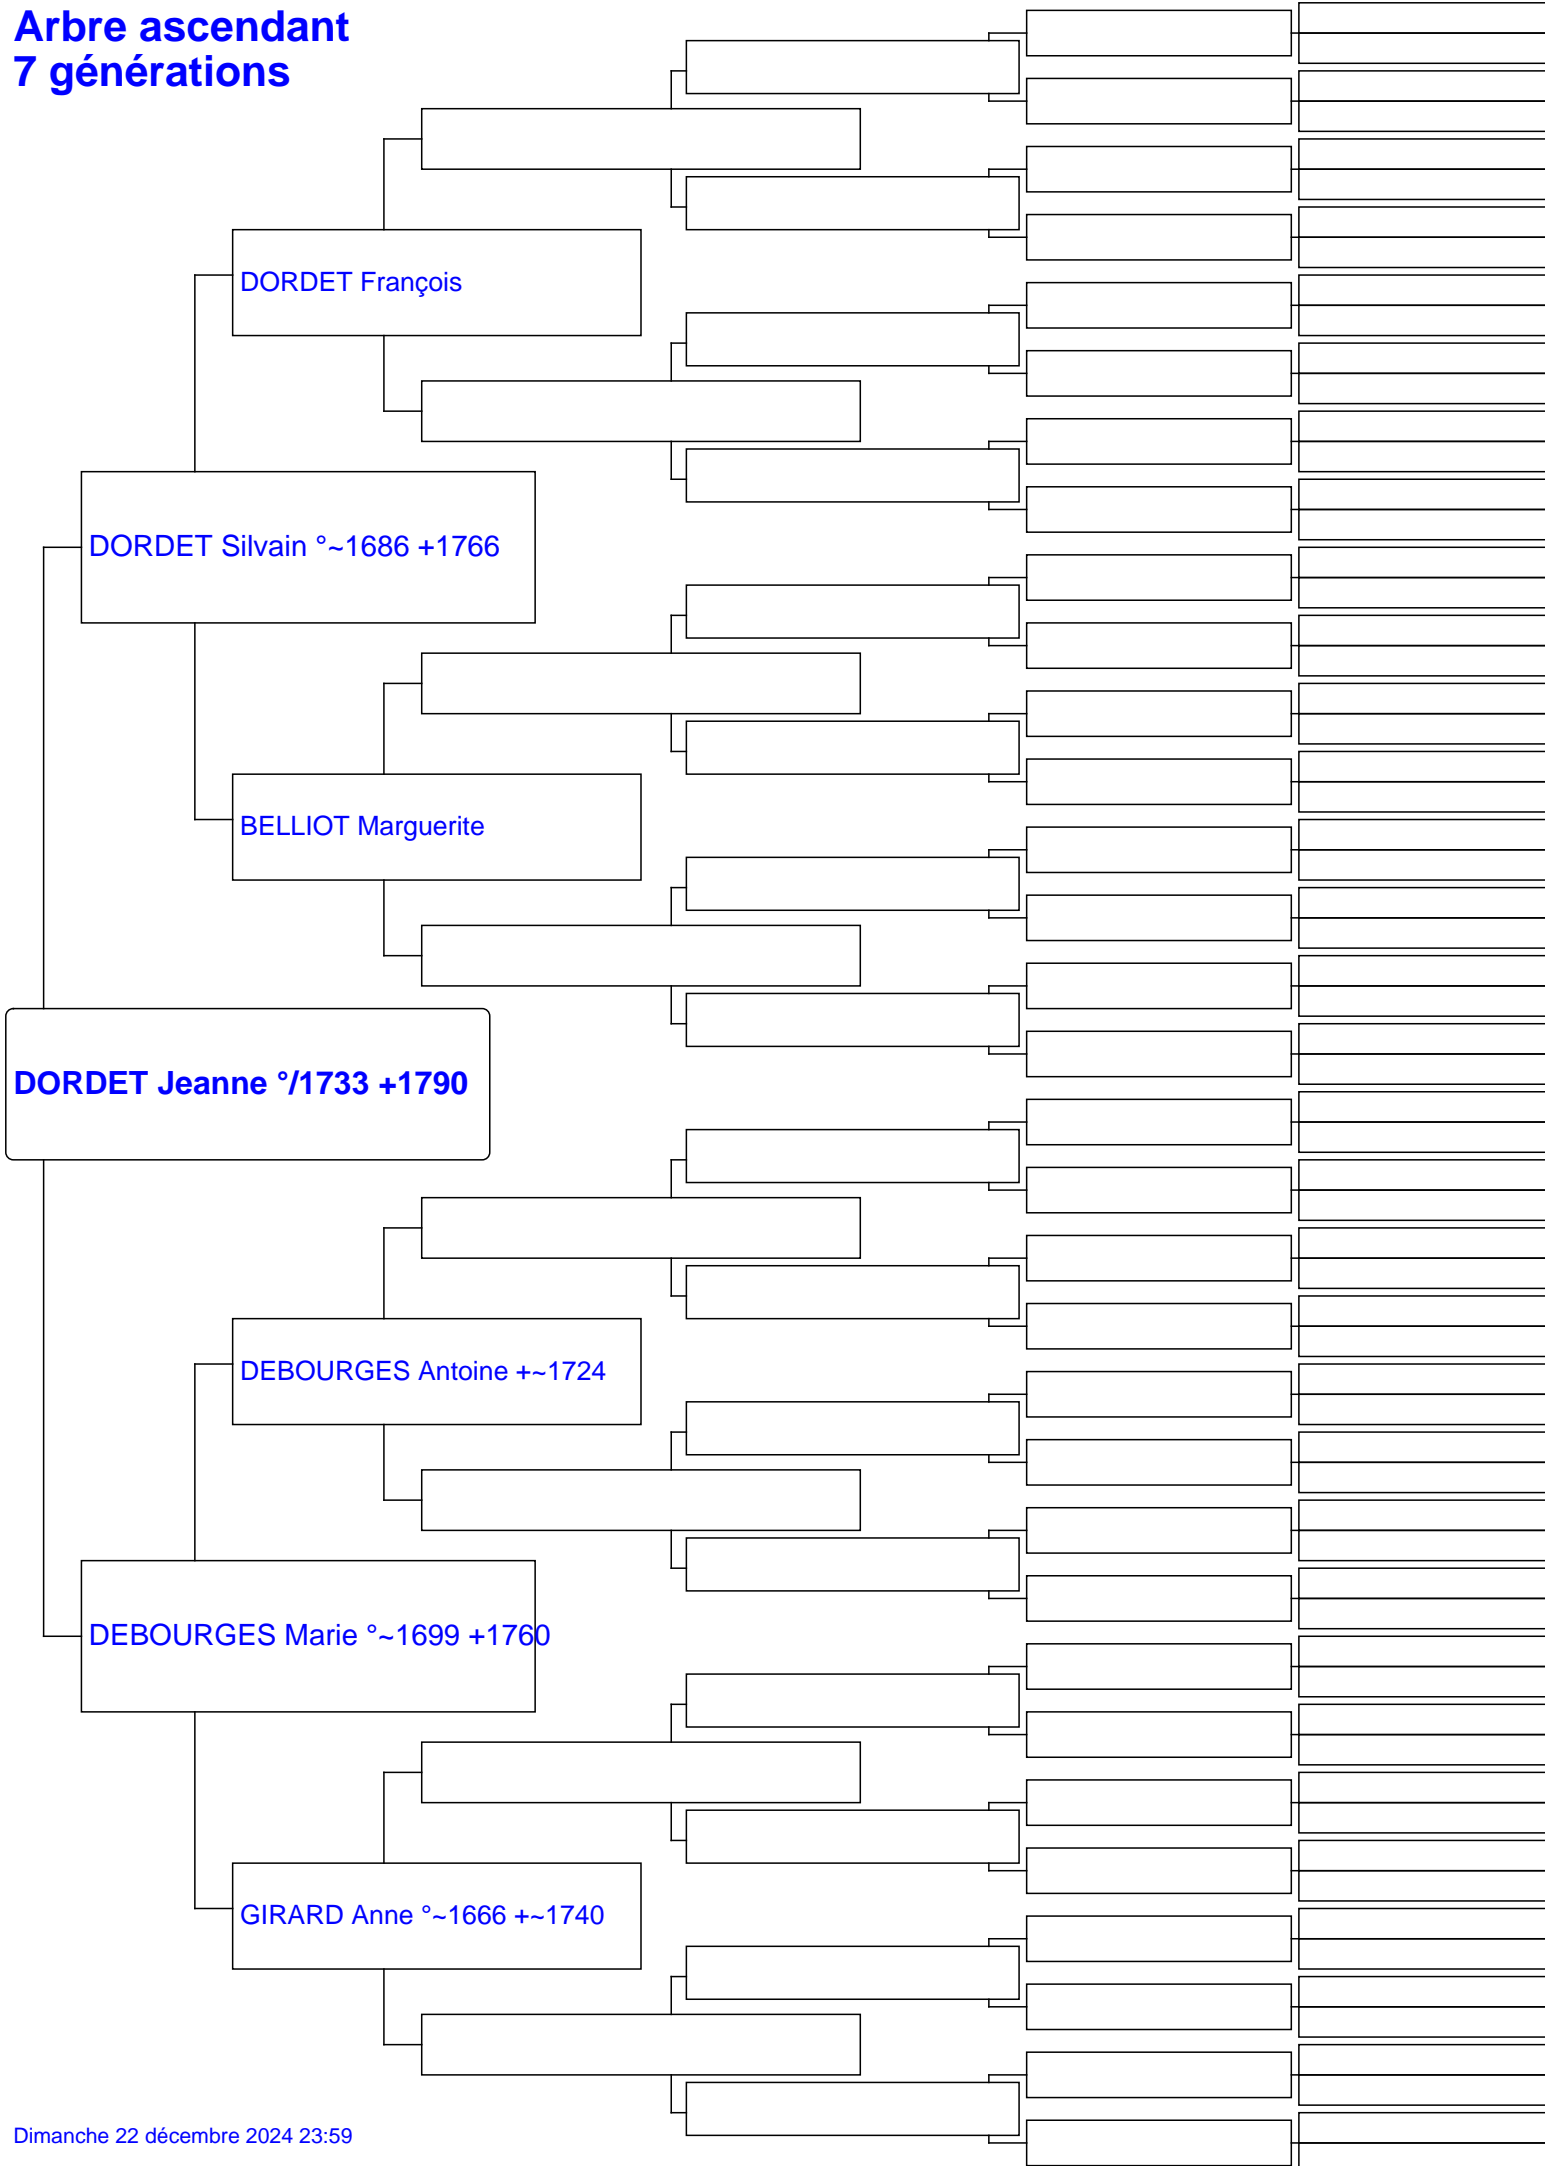 Arbre ascendant
7 générations
DORDET François
DORDET Silvain °~1686 +1766
BELLIOT Marguerite
DORDET Jeanne °/1733 +1790
DEBOURGES Antoine +~1724
DEBOURGES Marie °~1699 +1760
GIRARD Anne °~1666 +~1740
Dimanche 22 décembre 2024 23:59